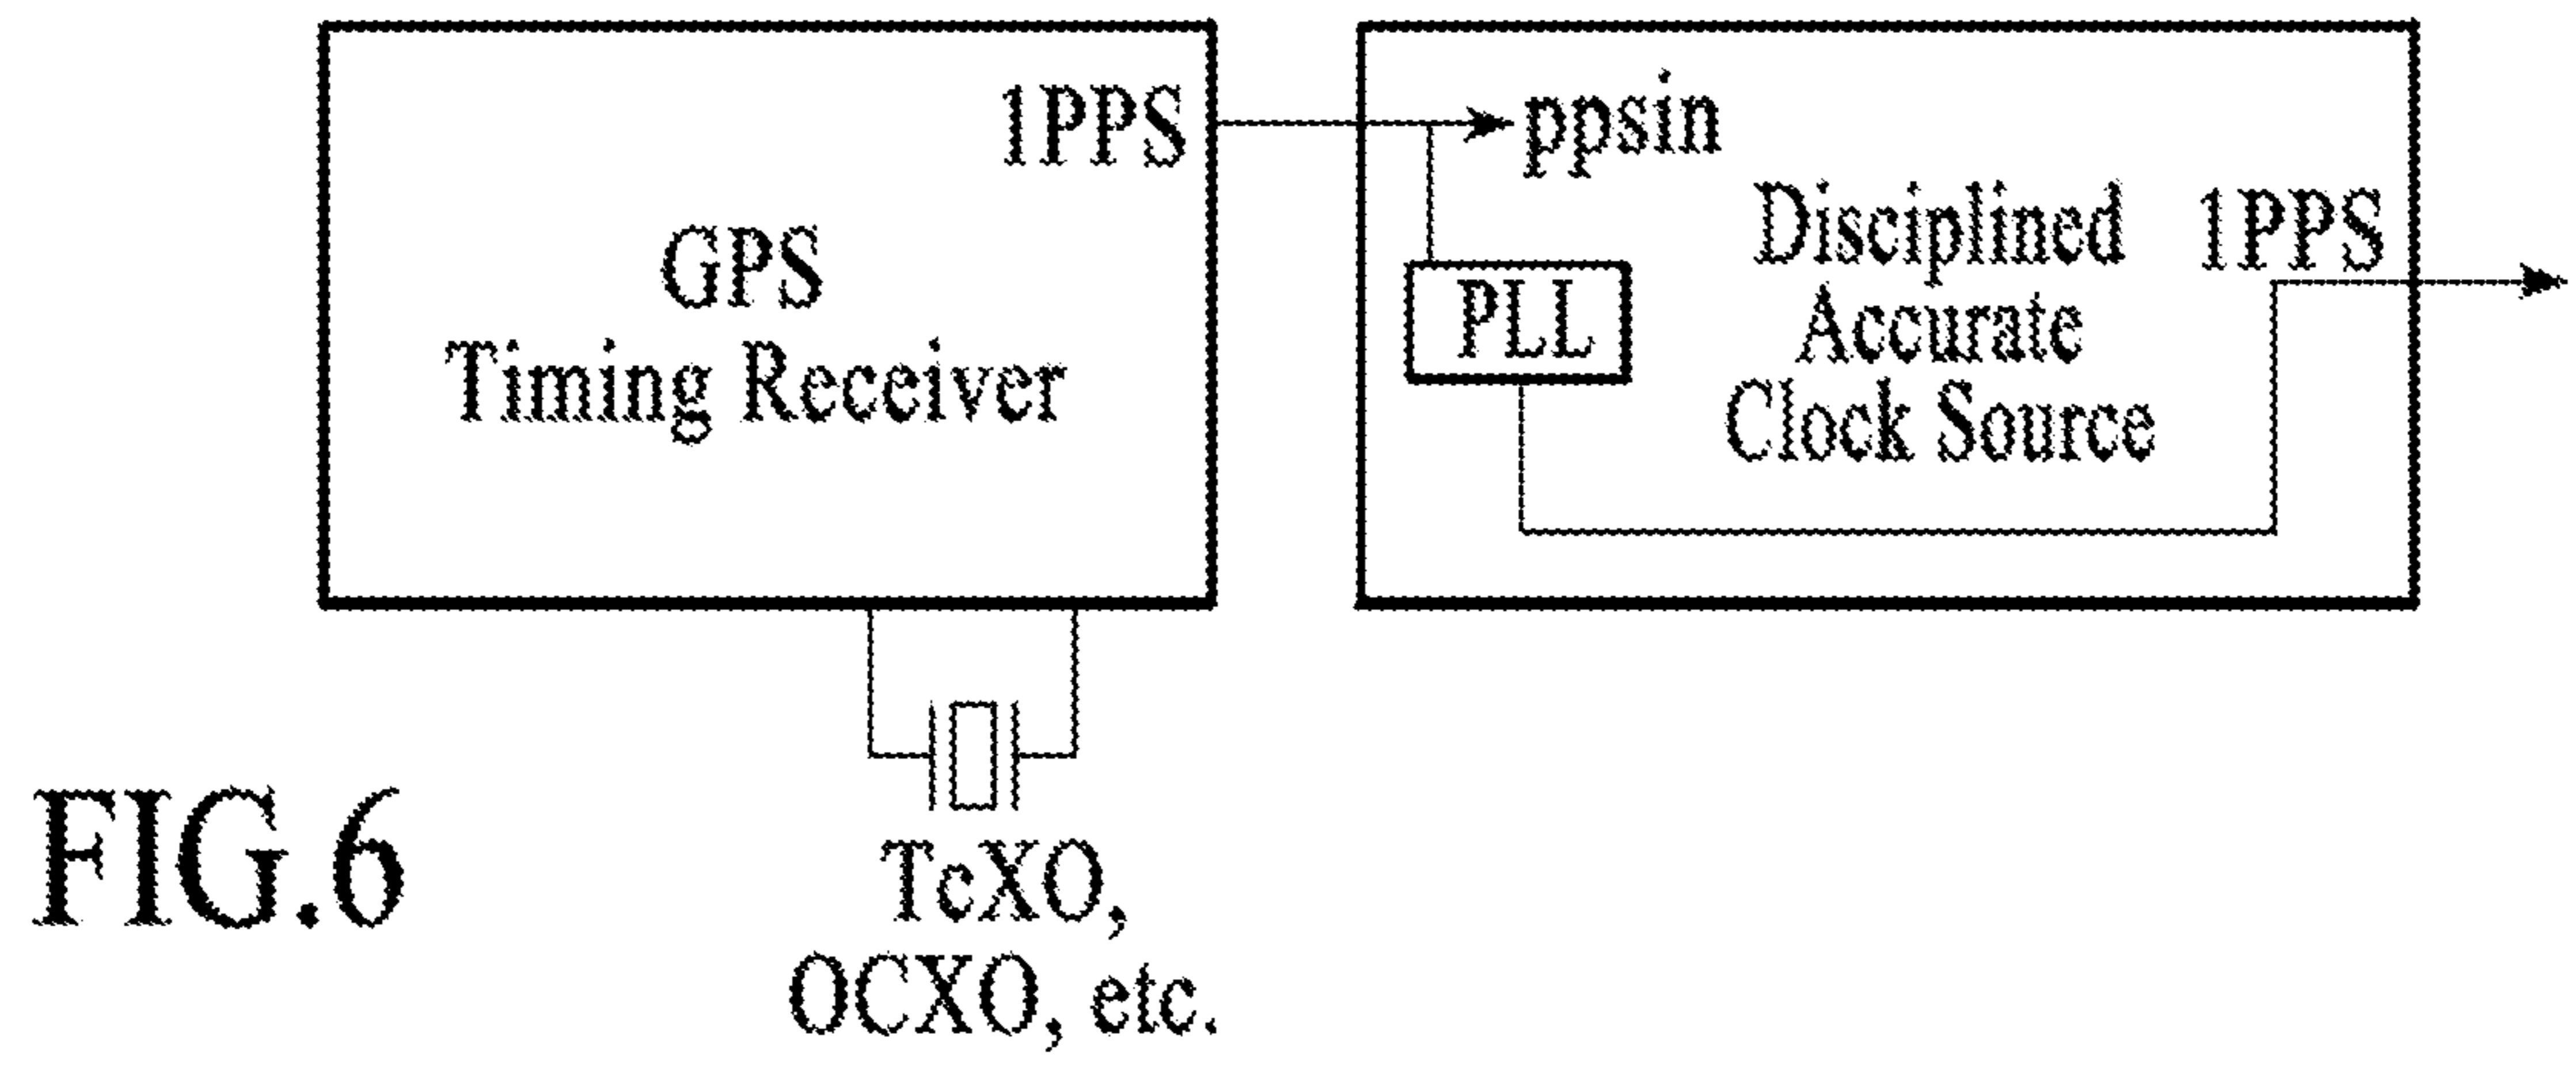 1PPS
GPS
Timing Receiver
ppsin
Disciplined
Accurate
Clock Source
1PPS
PLL
TcXO,
OCXO, etc.
FIG.6